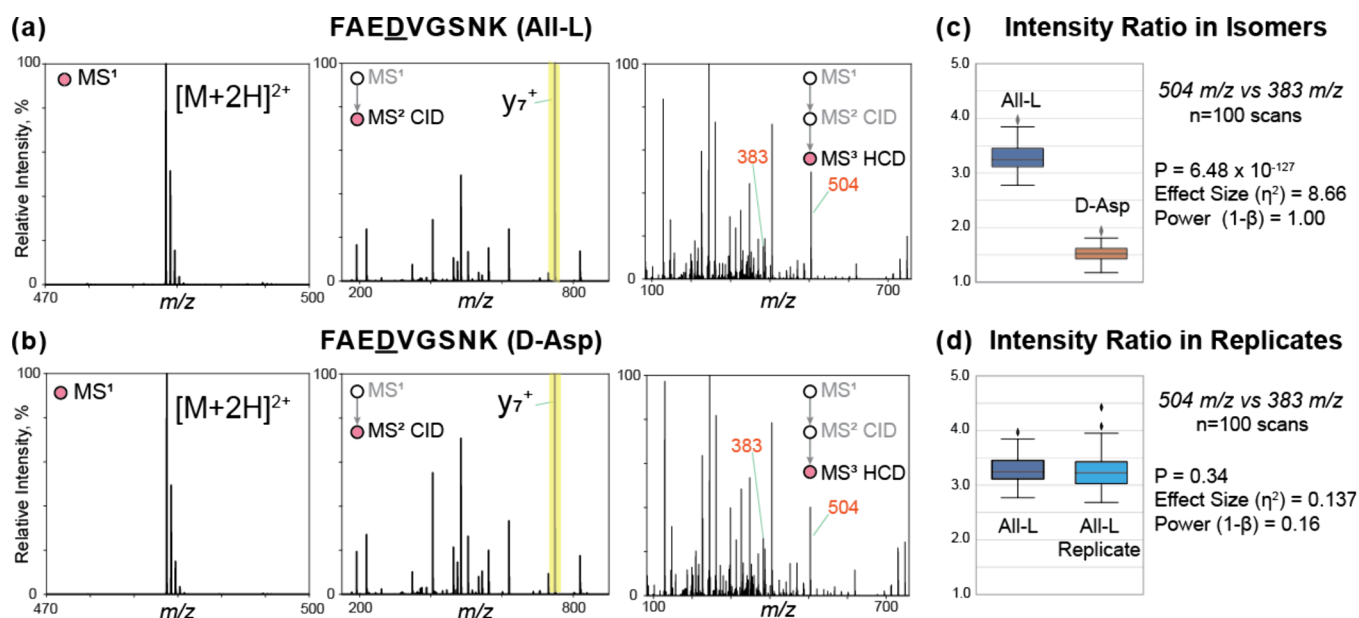 (a)
FAEDVGSNK (All-L)
Relative Intensity, %
100
0
MS¹
[M+2H]²⁺
470
m/z
500
100
0
y₇⁺
MS¹
MS² CID
200
m/z
800
100
0
383
504
MS¹
MS² CID
MS³ HCD
100
m/z
700
(c) Intensity Ratio in Isomers
5.0
4.0
3.0
2.0
1.0
All-L
D-Asp
504 m/z vs 383 m/z
n=100 scans
P = 6.48 x 10⁻¹²⁷
Effect Size (η²) = 8.66
Power (1-β) = 1.00
(b)
FAEDVGSNK (D-Asp)
Relative Intensity, %
100
0
MS¹
[M+2H]²⁺
470
m/z
500
100
0
y₇⁺
MS¹
MS² CID
200
m/z
800
100
0
383
504
MS¹
MS² CID
MS³ HCD
100
m/z
700
(d) Intensity Ratio in Replicates
5.0
4.0
3.0
2.0
1.0
All-L
All-L
Replicate
504 m/z vs 383 m/z
n=100 scans
P = 0.34
Effect Size (η²) = 0.137
Power (1-β) = 0.16